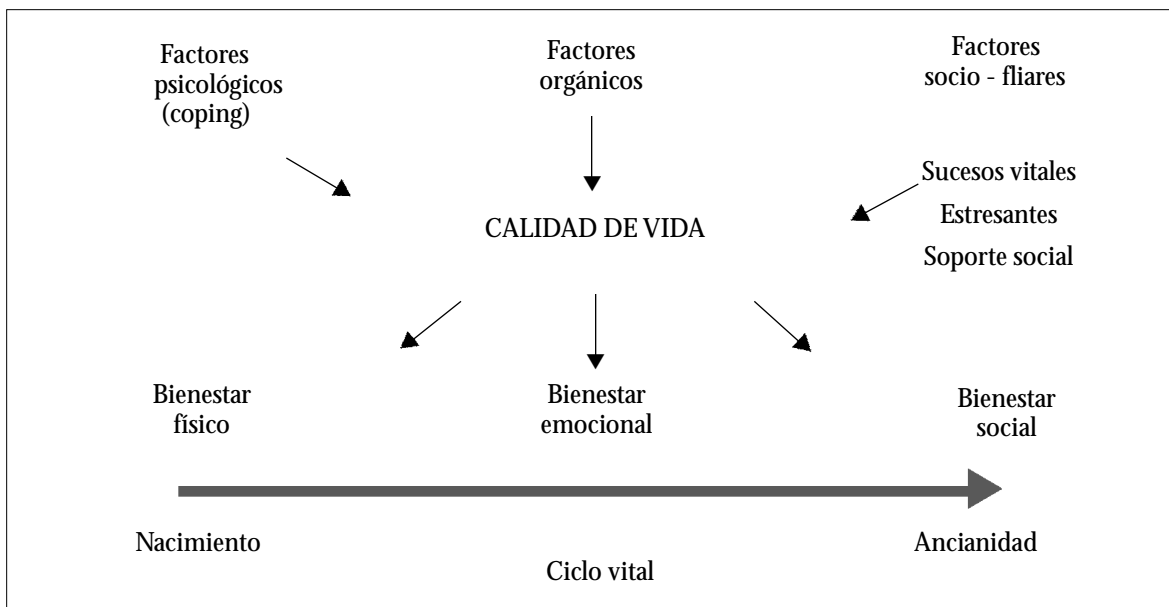 Factores
psicológicos
(coping)
Factores
orgánicos
Factores
socio - fliares
Sucesos vitales
Estresantes
Soporte social
CALIDAD DE VIDA
Bienestar
físico
Bienestar
emocional
Bienestar
social
Nacimiento
Ciclo vital
Ancianidad